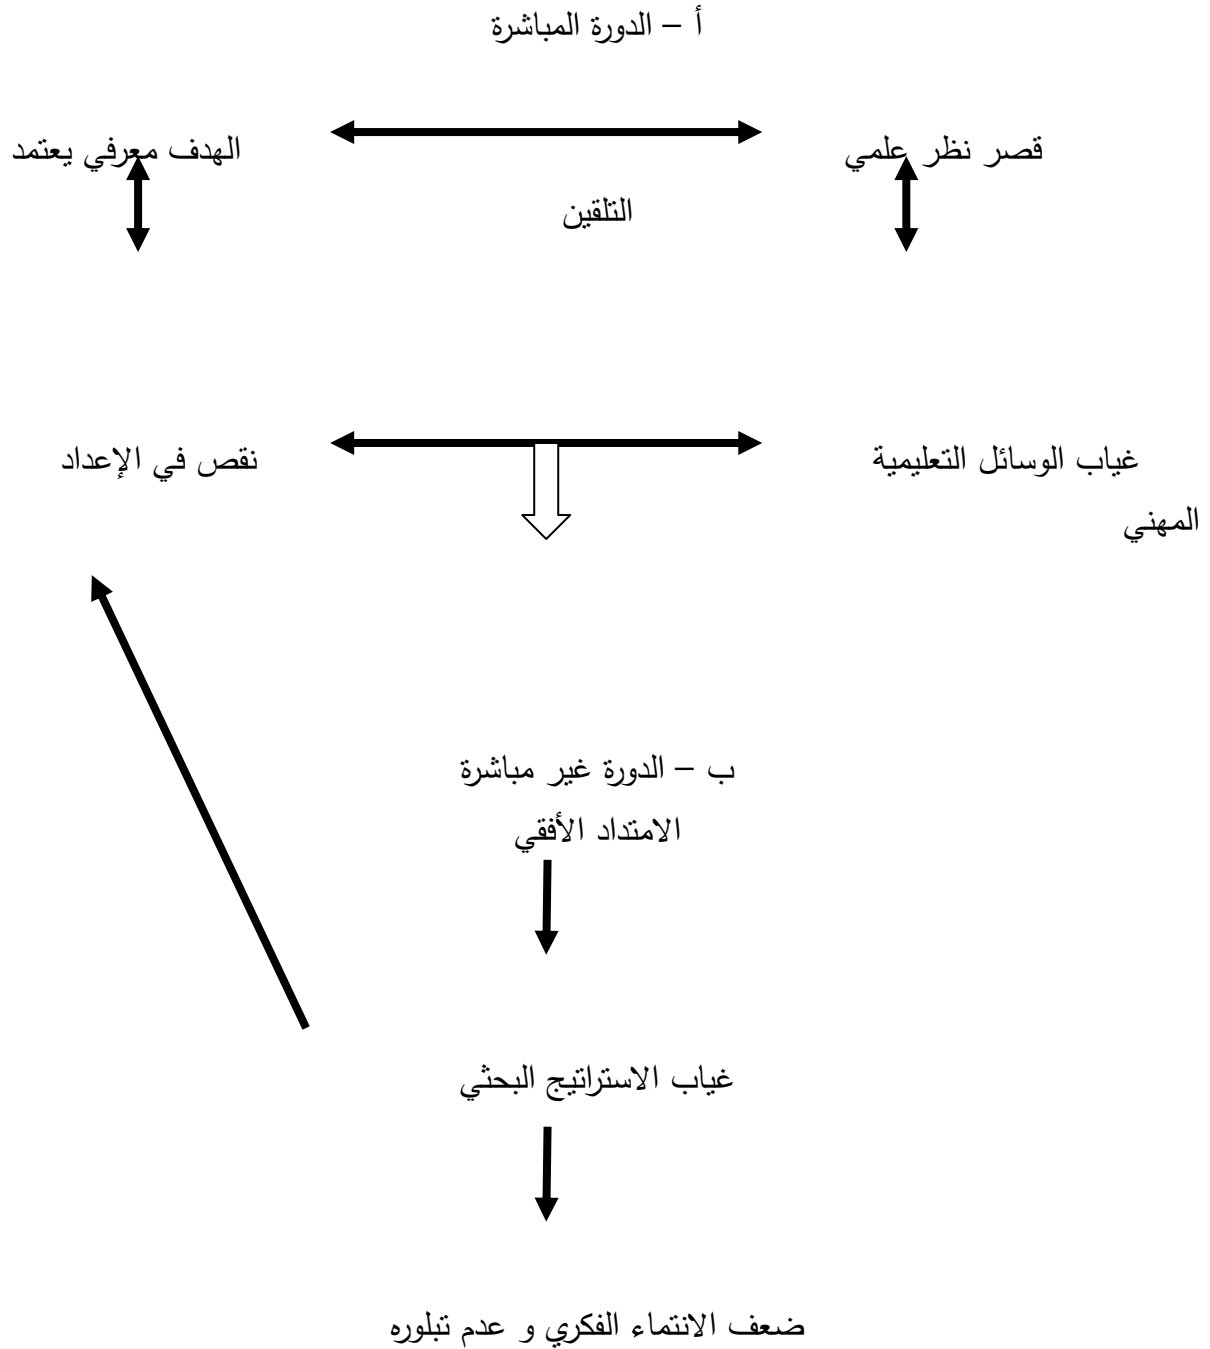 أ – الدورة المباشرة
قصر نظر علمي الهدف معرفي يعتمد
التلقين
غياب الوسائل التعليمية نقص في الإعداد
المهني
ب – الدورة غير مباشرة
الامتداد الأفقي
غياب الاستراتيج البحثي
ضعف الانتماء الفكري و عدم تبلوره